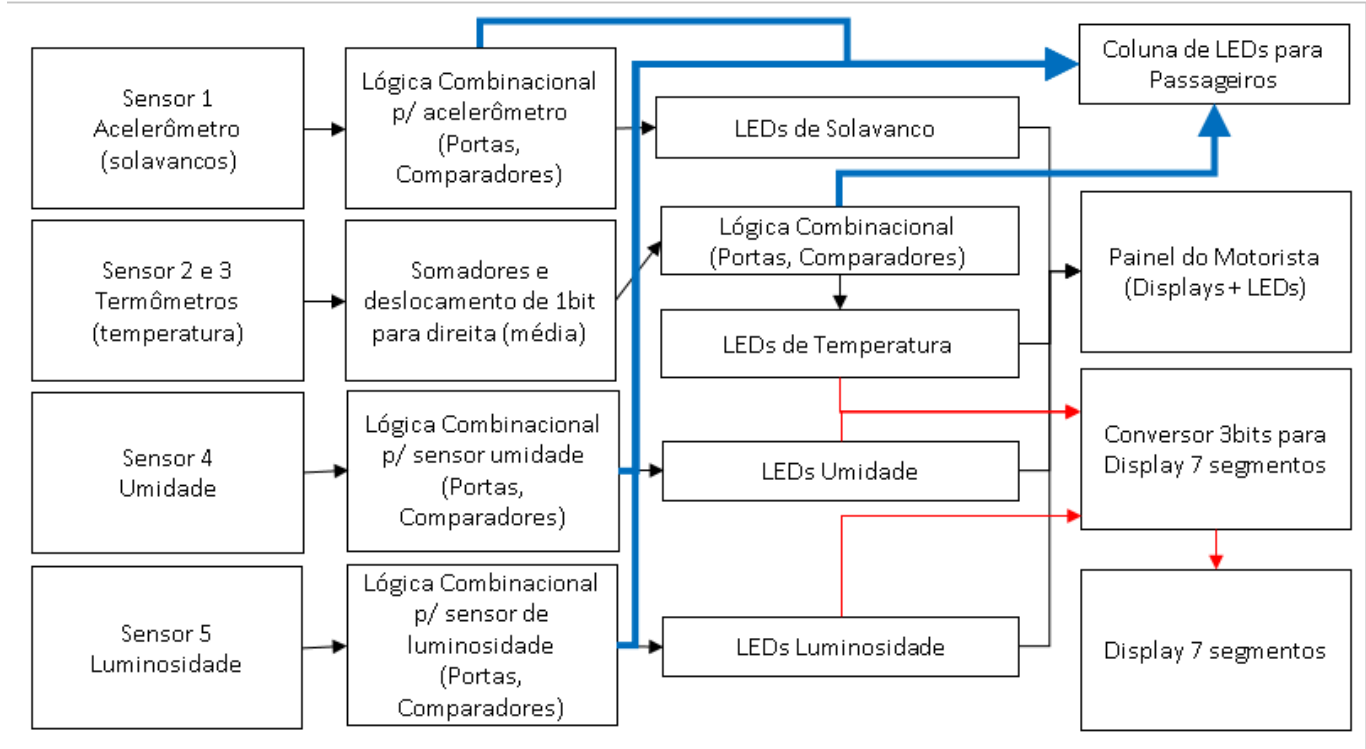 Sensor 1
Acelerômetro
(solavancos)
Lógica Combinacional
p/ acelerômetro
(Portas,
Comparadores)
LEDs de Solavanco
Coluna de LEDs para
Passageiros
Sensor 2 e 3
Termômetros
(temperatura)
Somadores e
deslocamento de 1bit
para direita (média)
Lógica Combinacional
(Portas, Comparadores)
LEDs de Temperatura
Painel do Motorista
(Displays + LEDs)
Sensor 4
Umidade
Lógica Combinacional
p/ sensor umidade
(Portas,
Comparadores)
LEDs Umidade
Conversor 3bits para
Display 7 segmentos
Sensor 5
Luminosidade
Lógica Combinacional
p/ sensor de
luminosidade
(Portas,
Comparadores)
LEDs Luminosidade
Display 7 segmentos